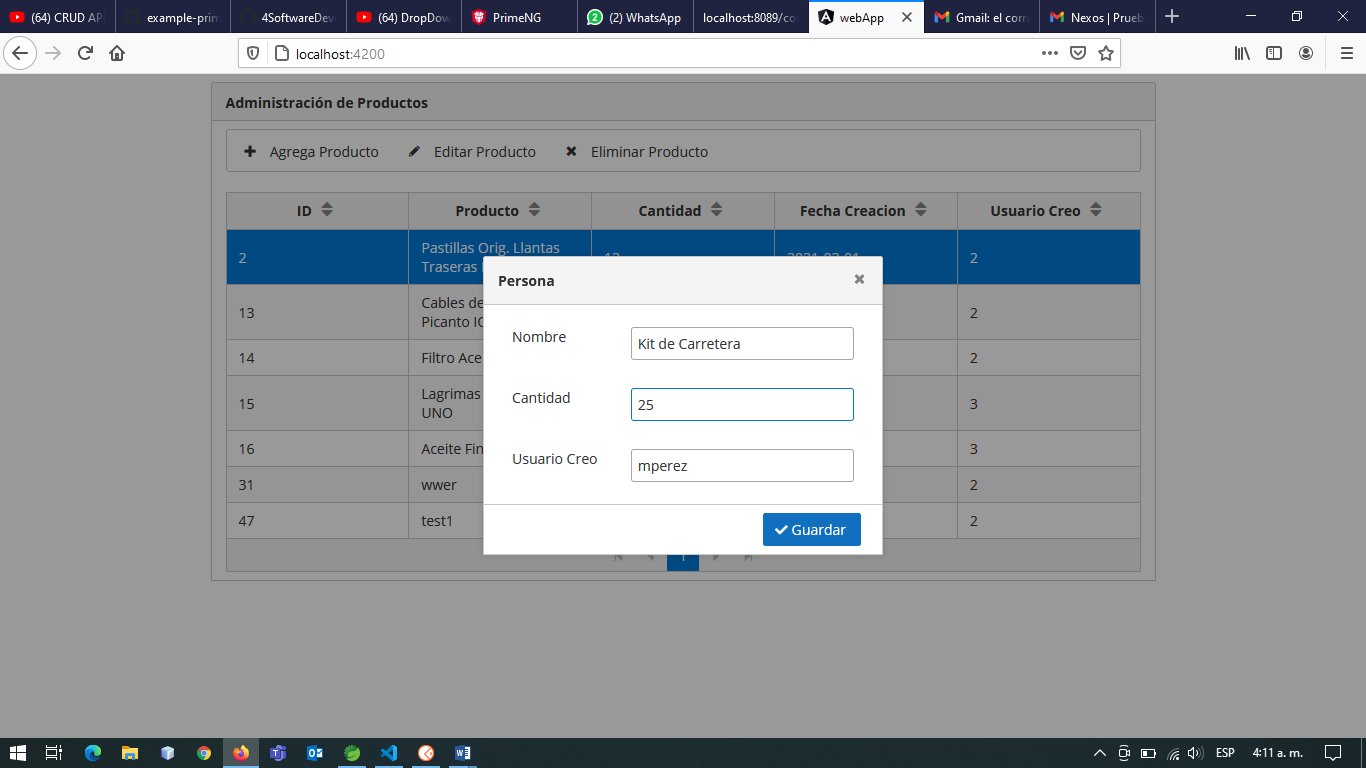 (64) CRUD AP
example-prim
4SoftwareDev
(64) DropDow
PrimeNG
(2) WhatsApp
localhost:8089/co
webApp
Gmail: el corr
Nexos | Prueb
localhost:4200
Administración de Productos
Agrega Producto
Editar Producto
Eliminar Producto
ID
Producto
Cantidad
Fecha Creacion
Usuario Creo
2
Pastillas Orig. Llantas
Traseras
2
13
Cables de
Picanto
2
14
Filtro Ace
2
15
Lagrimas
UNO
3
16
Aceite Fin
3
31
wwer
2
47
test1
2
1
Persona
Nombre
Kit de Carretera
Cantidad
25
Usuario Creo
mperez
Guardar
ESP
4:11 a. m.